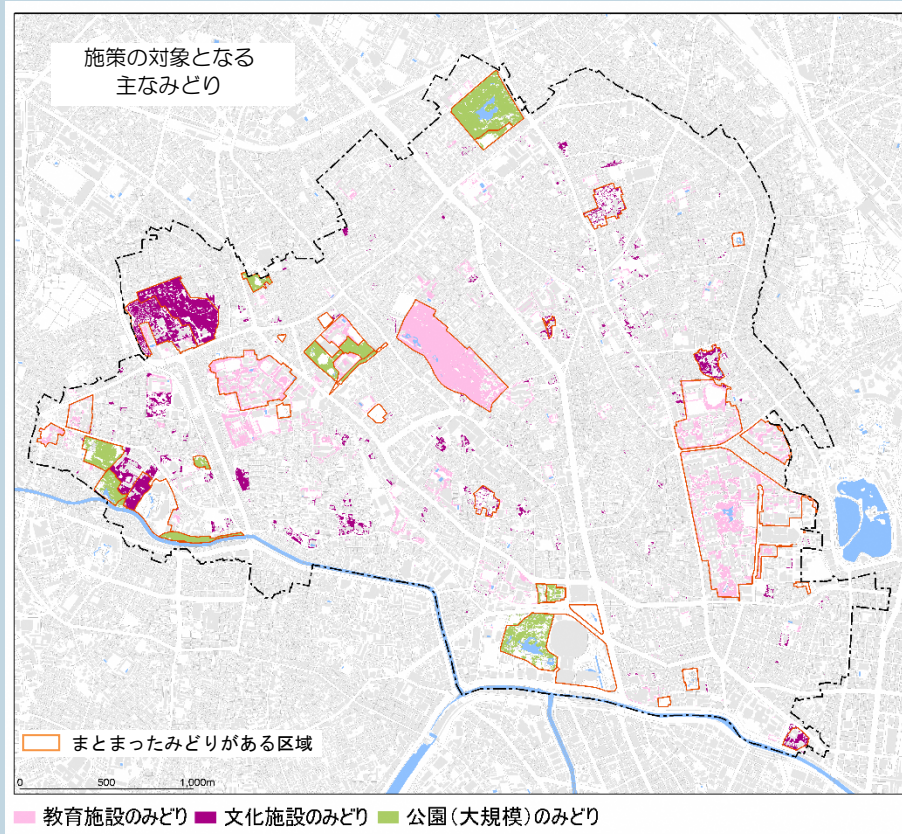 施策の対象となる
主なみどり
まとまったみどりがある区域
0 500 1,000m
教育施設のみどり 文化施設のみどり 公園(大規模)のみどり